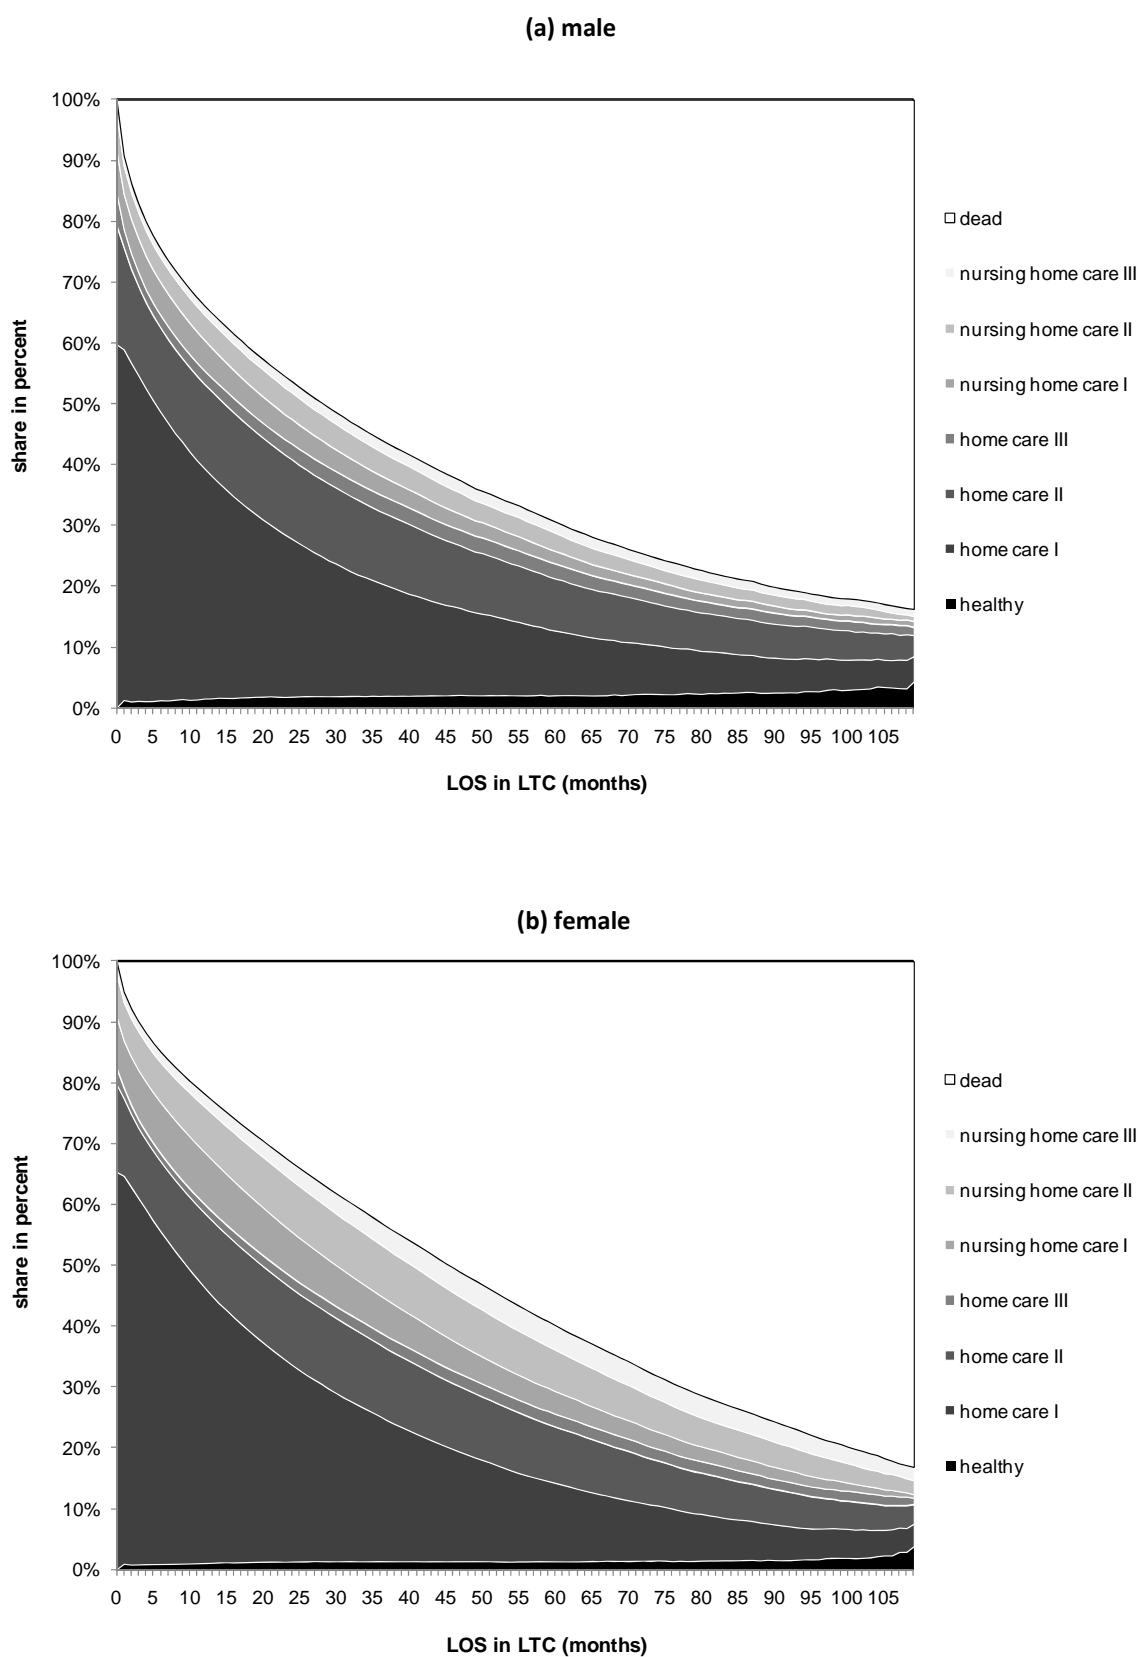 (a) male
100%
90%
80%
70%
60%
50%
40%
30%
20%
10%
0%
share in percent
0 5 10 15 20 25 30 35 40 45 50 55 60 65 70 75 80 85 90 95 100 105
LOS in LTC (months)
dead
nursing home care III
nursing home care II
nursing home care I
home care III
home care II
home care I
healthy
(b) female
100%
90%
80%
70%
60%
50%
40%
30%
20%
10%
0%
share in percent
0 5 10 15 20 25 30 35 40 45 50 55 60 65 70 75 80 85 90 95 100 105
LOS in LTC (months)
dead
nursing home care III
nursing home care II
nursing home care I
home care III
home care II
home care I
healthy